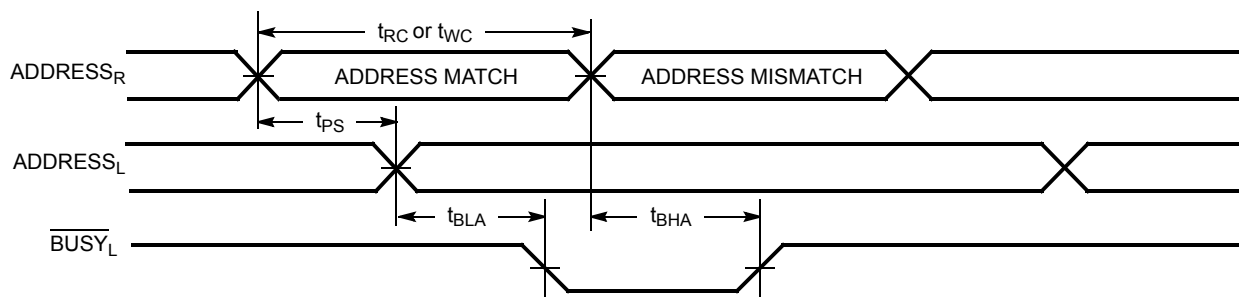 tRC or tWC
ADDRESSR
ADDRESS MATCH
ADDRESS MISMATCH
tPS
ADDRESSL
tBLA
tBHA
BUSYL